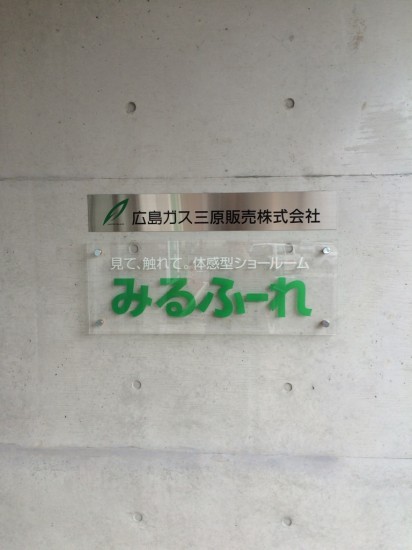 広島ガス三原販売株式会社
見て、触れて。体感型ショールーム
みるふーれ